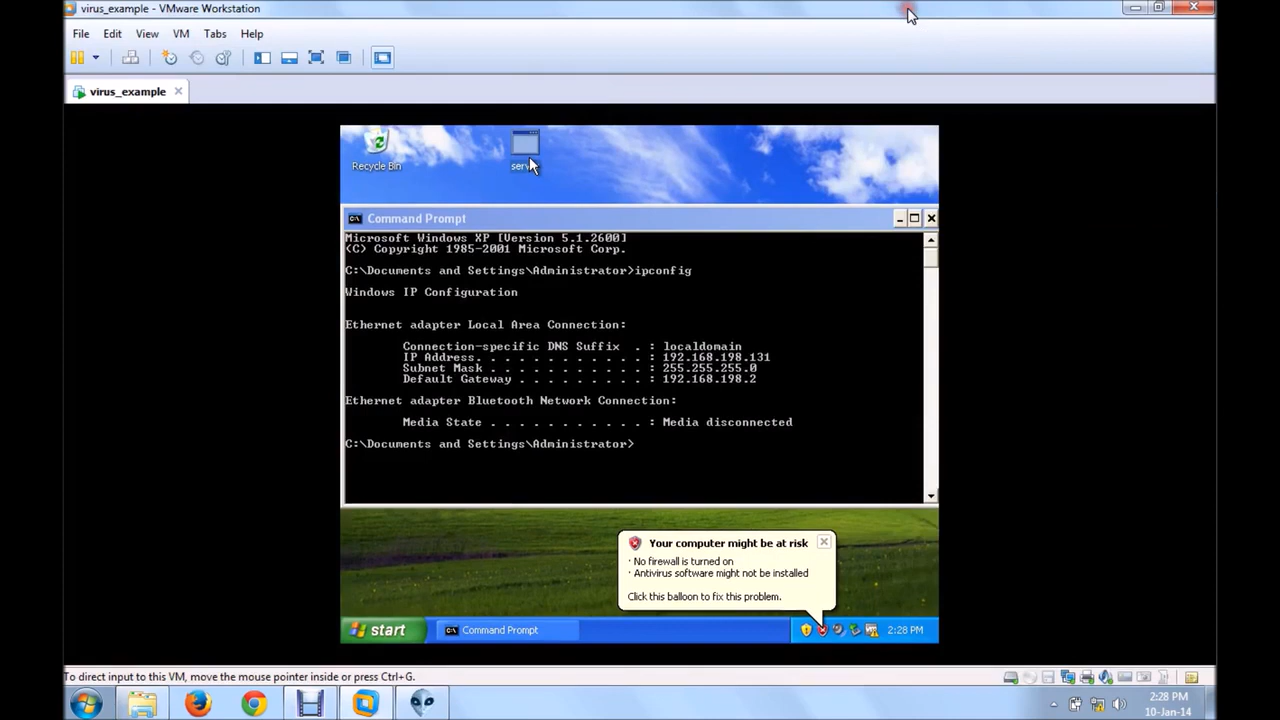 virus_example - VMware Workstation
File Edit View VM Tabs Help
virus_example
Recycle Bin
Command Prompt
Microsoft Windows XP [Version 5.1.2600]
(C) Copyright 1985-2001 Microsoft Corp.
C:\Documents and Settings\Administrator>ipconfig
Windows IP Configuration
Ethernet adapter Local Area Connection:
Connection-specific DNS Suffix . : localdomain
IP Address. . . . . . . . . . . . : 192.168.198.131
Subnet Mask . . . . . . . . . . . : 255.255.255.0
Default Gateway . . . . . . . . . : 192.168.198.2
Ethernet adapter Bluetooth Network Connection:
Media State . . . . . . . . . . . : Media disconnected
C:\Documents and Settings\Administrator>
Your computer might be at risk
· No firewall is turned on
· Antivirus software might not be installed
Click this balloon to fix this problem.
start Command Prompt 2:28 PM
To direct input to this VM, move the mouse pointer inside or press Ctrl+G.
2:28 PM
10-Jan-14